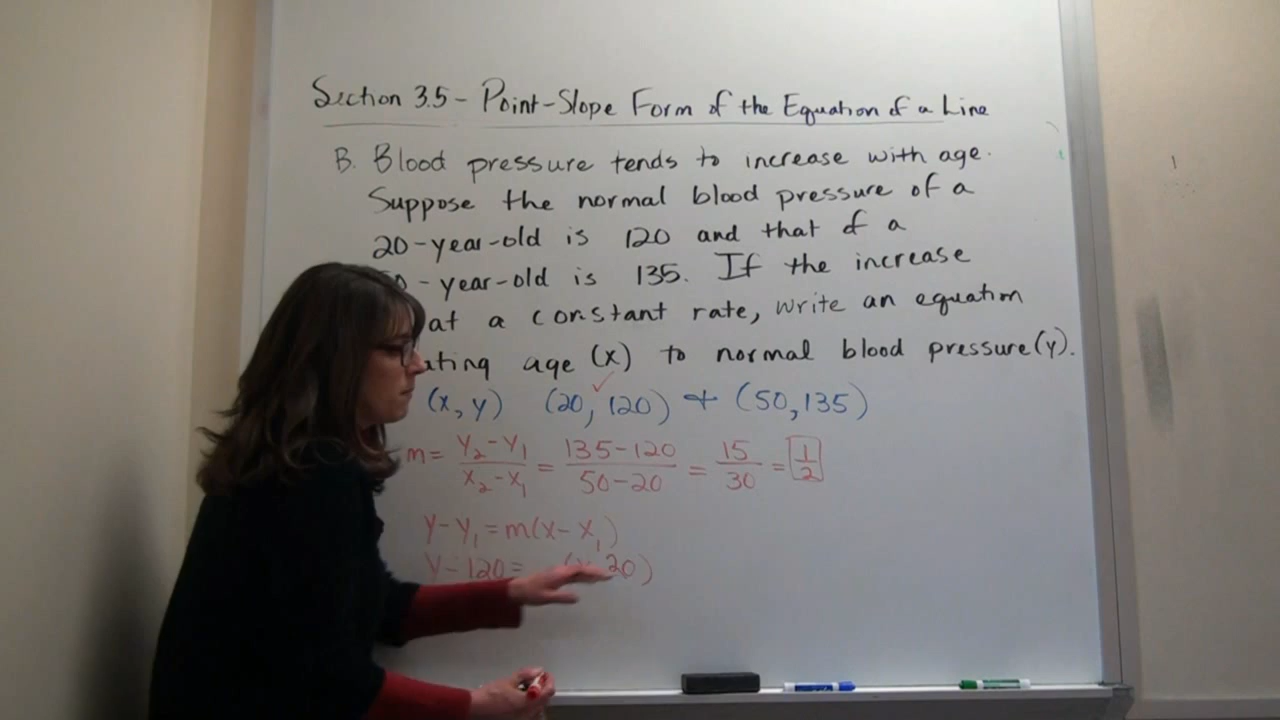 Section 3.5 - Point-Slope Form of the Equation of a Line
B. Blood pressure tends to increase with age.
Suppose the normal blood pressure of a
20-year-old is 120 and that of a
0-year-old is 135. If the increase
at a constant rate, write an equation
ating age (x) to normal blood pressure (y).
(x, y) (20, 120) + (50, 135)
m = y₂-y₁/x₂-x₁ = 135-120/50-20 = 15/30 = 1/2
y-y₁ = m(x-x₁)
y-120 = (x 20)